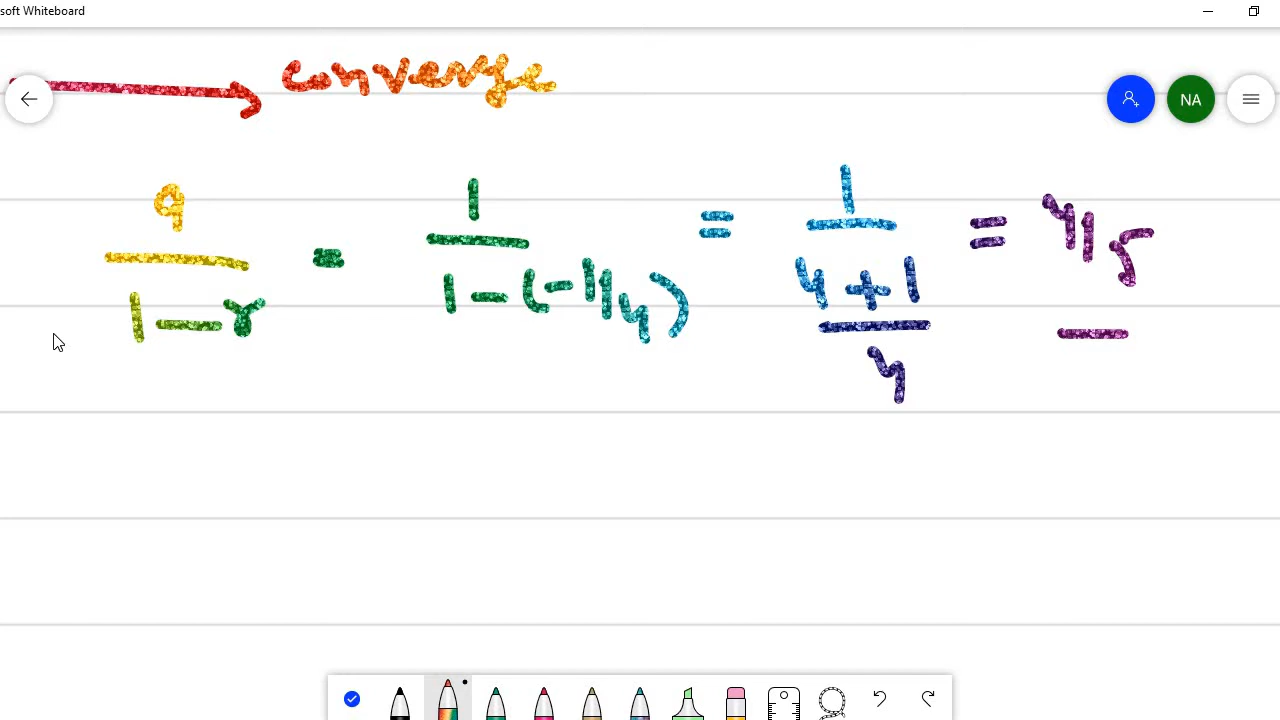 soft Whiteboard
converge
NA
a / 1 - r = 1 / 1 - (-1/4) = 1 / (4+1 / 4) = 4/5